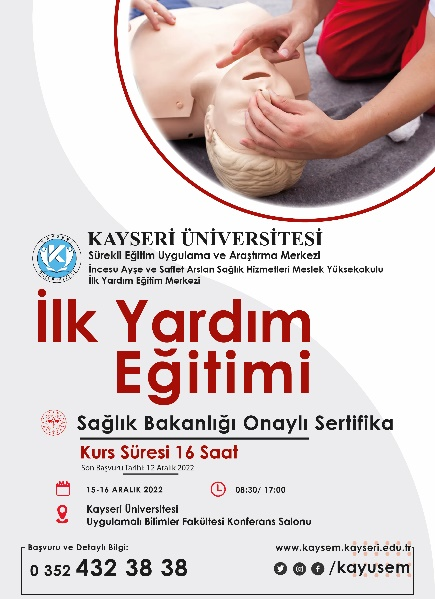 KAYSERİ ÜNİVERSİTESİ
Sürekli Eğitim Uygulama ve Araştırma Merkezi
İncesu Ayşe ve Saffet Arslan Sağlık Hizmetleri Meslek Yüksekokulu
İlk Yardım Eğitim Merkezi
İlk Yardım
Eğitimi
Sağlık Bakanlığı Onaylı Sertifika
Kurs Süresi 16 Saat
Son Başvuru Tarihi: 12 Aralık 2022
15-16 ARALIK 2022
08:30/ 17:00
Kayseri Üniversitesi
Uygulamalı Bilimler Fakültesi Konferans Salonu
Başvuru ve Detaylı Bilgi:
www.kaysem.kayseri.edu.tr
0 352 432 38 38
/kayusem